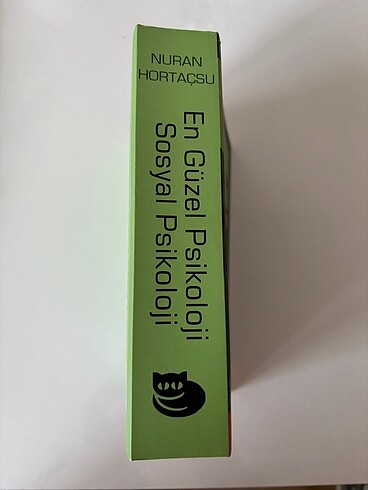 NURAN
HORTAÇSU
En Güzel Psikoloji
Sosyal Psikoloji